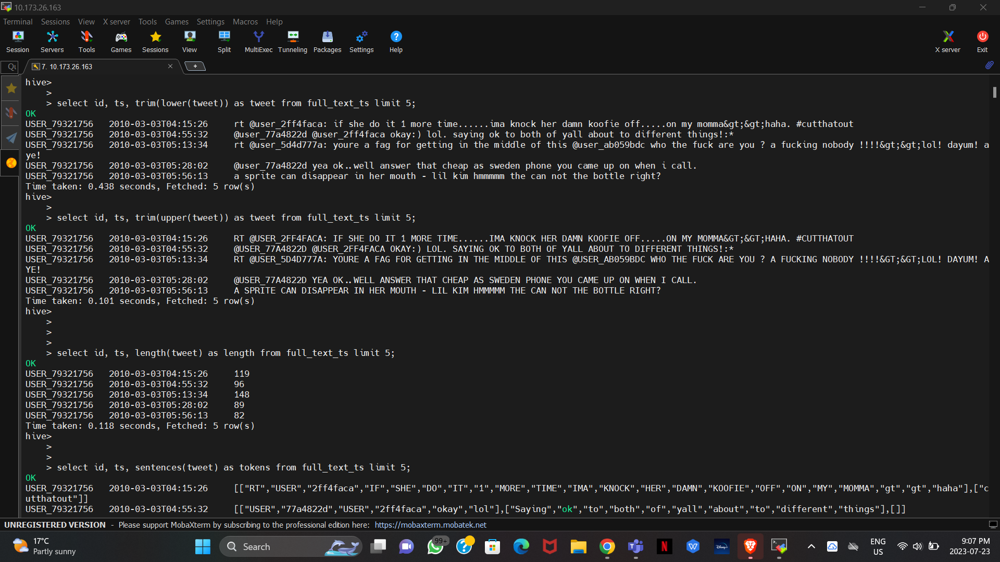 10.173.26.163
Terminal Sessions View X server Tools Games Settings Macros Help
Session Servers Tools Games Sessions View Split MultiExec Tunneling Packages Settings Help X server Exit
7. 10.173.26.163
hive>
>
> select id, ts, trim(lower(tweet)) as tweet from full_text_ts limit 5;
OK
USER_79321756 2010-03-03T04:15:26 rt @user_2ff4faca: if she do it 1 more time......ima knock her damn koofie off.....on my momma&gt;&gt;haha. #cutthatout
USER_79321756 2010-03-03T04:55:32 @user_77a4822d @user_2ff4faca okay:) lol. saying ok to both of yall about to different things!:*
USER_79321756 2010-03-03T05:13:34 rt @user_5d4d777a: youre a fag for getting in the middle of this @user_ab059bdc who the fuck are you ? a fucking nobody !!!!&gt;&gt;lol! dayum! a
ye!
USER_79321756 2010-03-03T05:28:02 @user_77a4822d yea ok..well answer that cheap as sweden phone you came up on when i call.
USER_79321756 2010-03-03T05:56:13 a sprite can disappear in her mouth - lil kim hmmmmm the can not the bottle right?
Time taken: 0.438 seconds, Fetched: 5 row(s)
hive>
>
> select id, ts, trim(upper(tweet)) as tweet from full_text_ts limit 5;
OK
USER_79321756 2010-03-03T04:15:26 RT @USER_2FF4FACA: IF SHE DO IT 1 MORE TIME......IMA KNOCK HER DAMN KOOFIE OFF.....ON MY MOMMA&GT;&GT;HAHA. #CUTTHATOUT
USER_79321756 2010-03-03T04:55:32 @USER_77A4822D @USER_2FF4FACA OKAY:) LOL. SAYING OK TO BOTH OF YALL ABOUT TO DIFFERENT THINGS!:*
USER_79321756 2010-03-03T05:13:34 RT @USER_5D4D777A: YOURE A FAG FOR GETTING IN THE MIDDLE OF THIS @USER_AB059BDC WHO THE FUCK ARE YOU ? A FUCKING NOBODY !!!!&GT;&GT;LOL! DAYUM! A
YE!
USER_79321756 2010-03-03T05:28:02 @USER_77A4822D YEA OK..WELL ANSWER THAT CHEAP AS SWEDEN PHONE YOU CAME UP ON WHEN I CALL.
USER_79321756 2010-03-03T05:56:13 A SPRITE CAN DISAPPEAR IN HER MOUTH - LIL KIM HMMMMM THE CAN NOT THE BOTTLE RIGHT?
Time taken: 0.101 seconds, Fetched: 5 row(s)
hive>
>
>
>
> select id, ts, length(tweet) as length from full_text_ts limit 5;
OK
USER_79321756 2010-03-03T04:15:26 119
USER_79321756 2010-03-03T04:55:32 96
USER_79321756 2010-03-03T05:13:34 148
USER_79321756 2010-03-03T05:28:02 89
USER_79321756 2010-03-03T05:56:13 82
Time taken: 0.118 seconds, Fetched: 5 row(s)
hive>
>
>
> select id, ts, sentences(tweet) as tokens from full_text_ts limit 5;
OK
USER_79321756 2010-03-03T04:15:26 [["RT","USER","2ff4faca","IF","SHE","DO","IT","1","MORE","TIME","IMA","KNOCK","HER","DAMN","KOOFIE","OFF","ON","MY","MOMMA","gt","gt","haha"],["c
utthatout"]]
USER_79321756 2010-03-03T04:55:32 [["USER","77a4822d","USER","2ff4faca","okay","lol"],["Saying","ok","to","both","of","yall","about","to","different","things"],[]]
UNREGISTERED VERSION - Please support MobaXterm by subscribing to the professional edition here: https://mobaxterm.mobatek.net
17°C
Partly sunny
Search
99+
N
W
Disney+
ENG
US
9:07 PM
2023-07-23